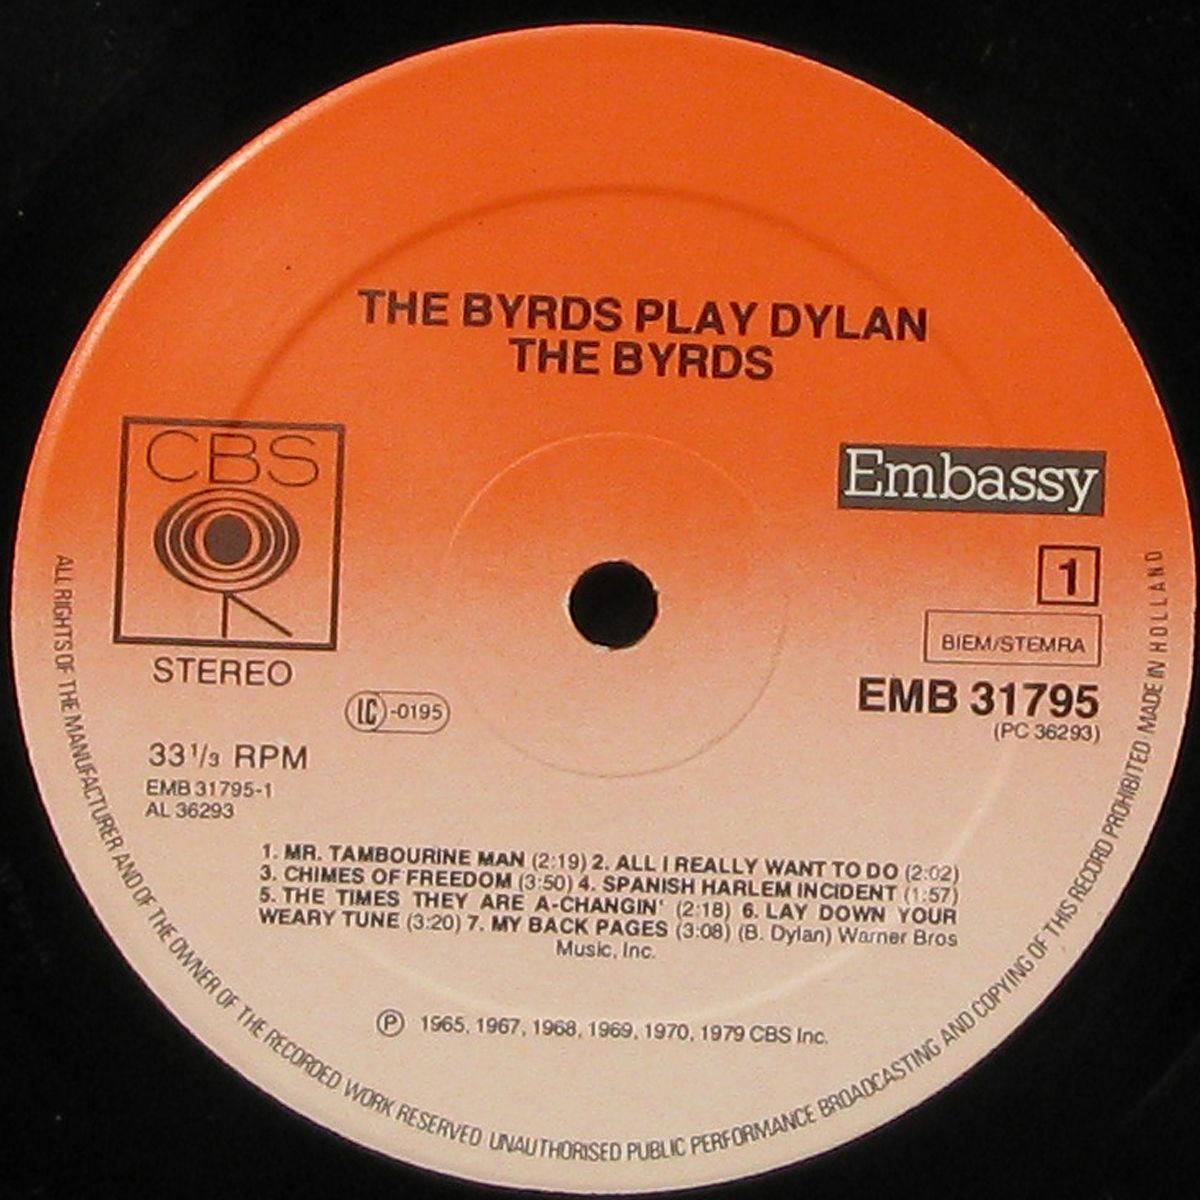 THE BYRDS PLAY DYLAN
THE BYRDS
CBS
STEREO
LC-0195
33 1/3 RPM
EMB 31795-1
AL 36293
Embassy
1
BIEM/STEMRA
EMB 31795
(PC 36293)
1. MR. TAMBOURINE MAN (2:19) 2. ALL I REALLY WANT TO DO (2:02)
3. CHIMES OF FREEDOM (3:50) 4. SPANISH HARLEM INCIDENT (1:57)
5. THE TIMES THEY ARE A-CHANGIN' (2:18) 6. LAY DOWN YOUR
WEARY TUNE (3:20) 7. MY BACK PAGES (3:08) (B. Dylan) Warner Bros
Music, Inc.
Ⓟ 1965, 1967, 1968, 1969, 1970, 1979 CBS Inc.
ALL RIGHTS OF THE MANUFACTURER AND OF THE OWNER OF THE RECORDED WORK RESERVED UNAUTHORISED PUBLIC PERFORMANCE BROADCASTING AND COPYING OF THIS RECORD PROHIBITED MADE IN HOLLAND